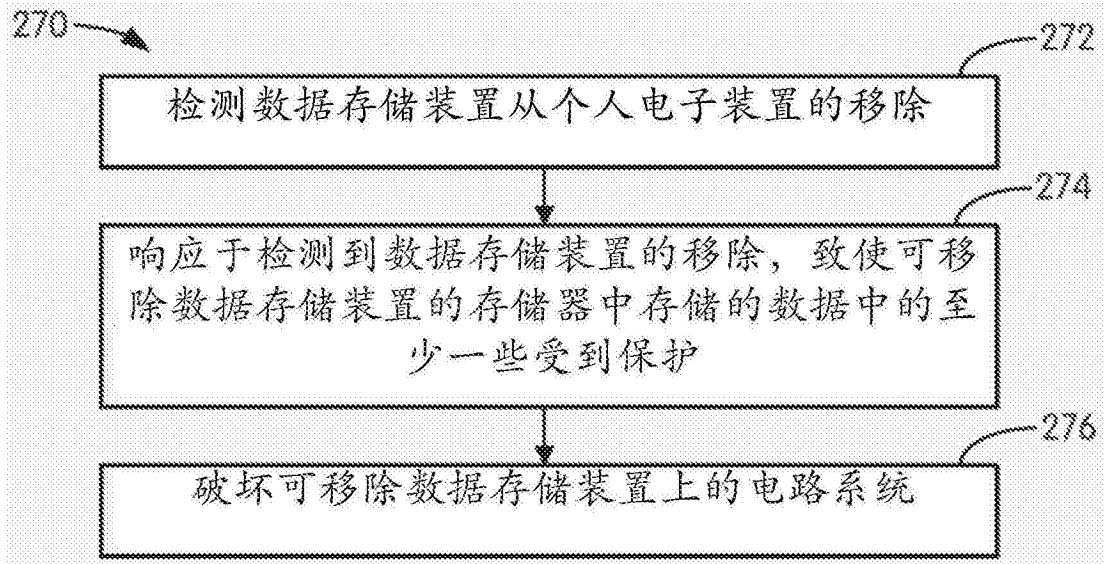 270
272
检测数据存储装置从个人电子装置的移除
274
响应于检测到数据存储装置的移除，致使可移
除数据存储装置的存储器中存储的数据中的至
少一些受到保护
276
破坏可移除数据存储装置上的电路系统